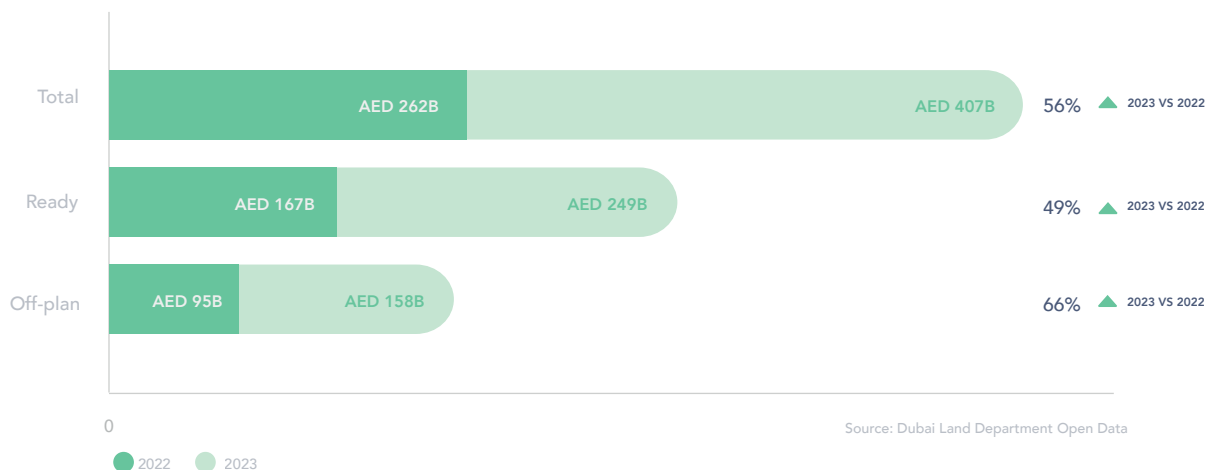 Total AED 262B AED 407B 56% 2023 VS 2022
Ready AED 167B AED 249B 49% 2023 VS 2022
Off-plan AED 95B AED 158B 66% 2023 VS 2022
0
Source: Dubai Land Department Open Data
2022 2023